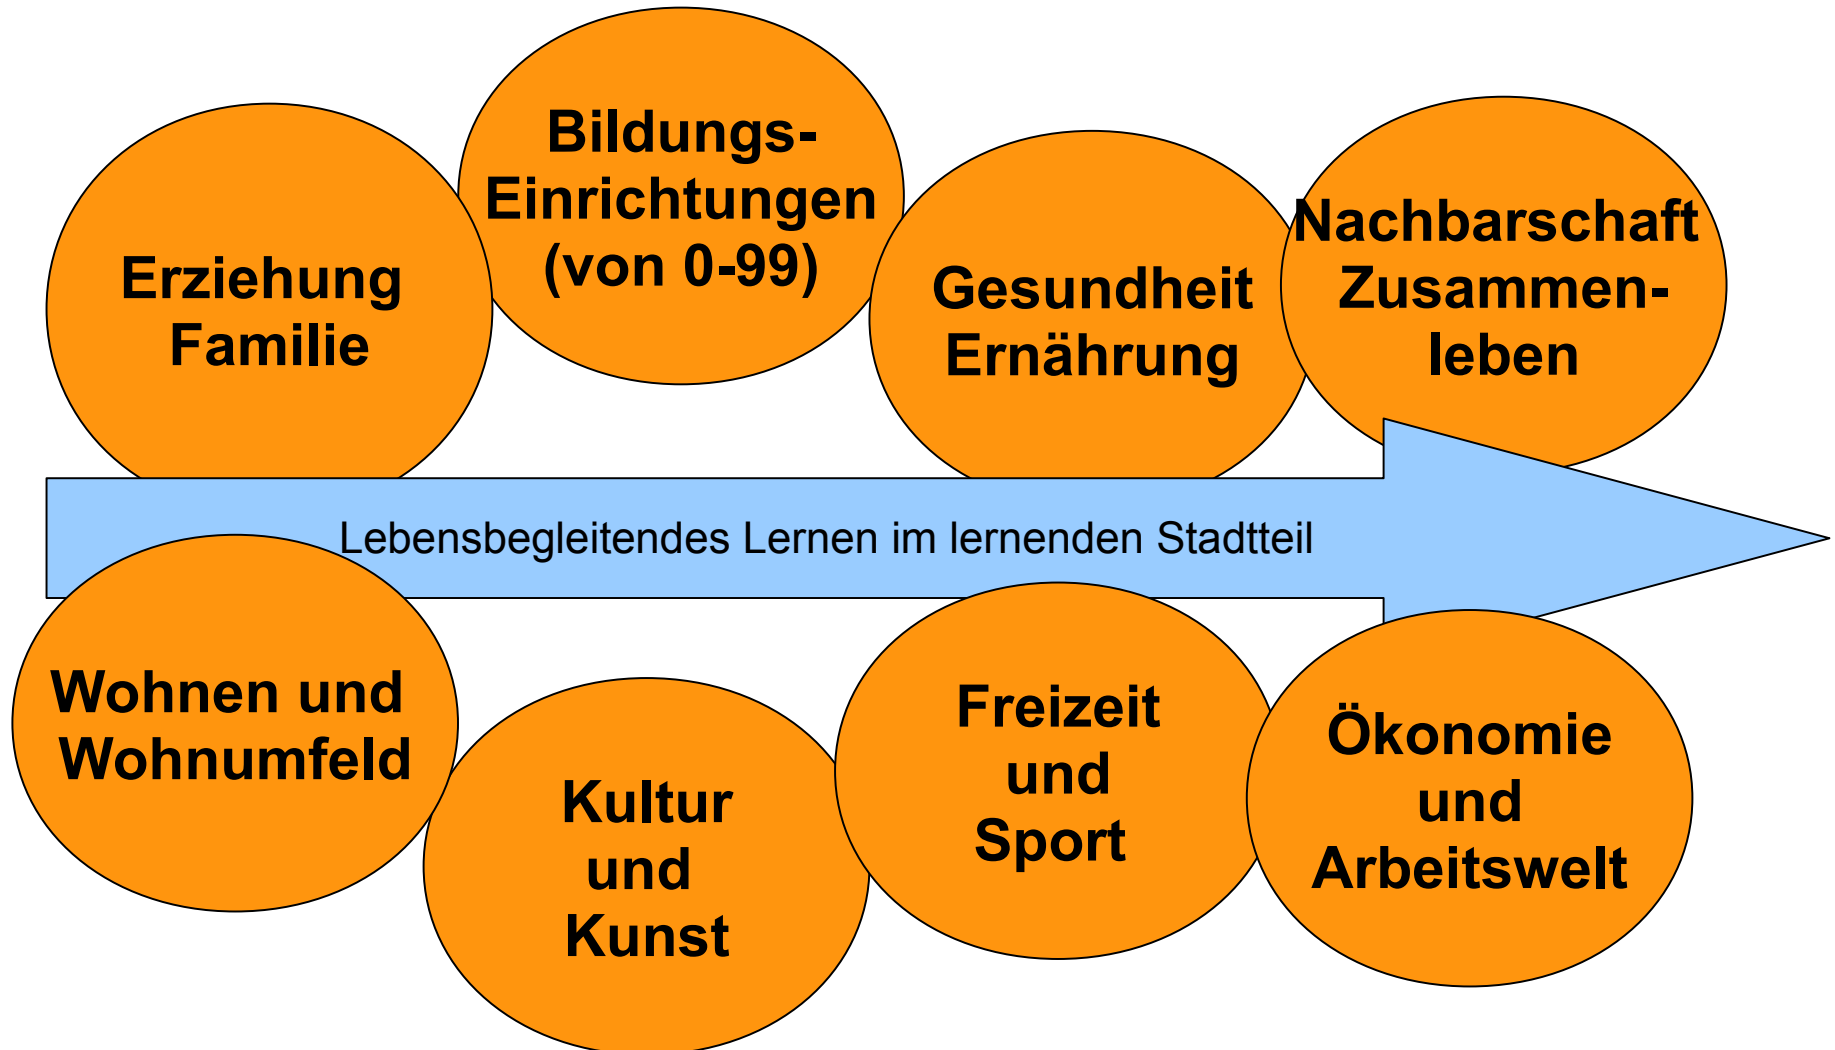 Erziehung
Familie
Bildungs-
Einrichtungen
(von 0-99)
Gesundheit
Ernährung
Nachbarschaft
Zusammen-
leben
Lebensbegleitendes Lernen im lernenden Stadtteil
Wohnen und
Wohnumfeld
Kultur
und
Kunst
Freizeit
und
Sport
Ökonomie
und
Arbeitswelt